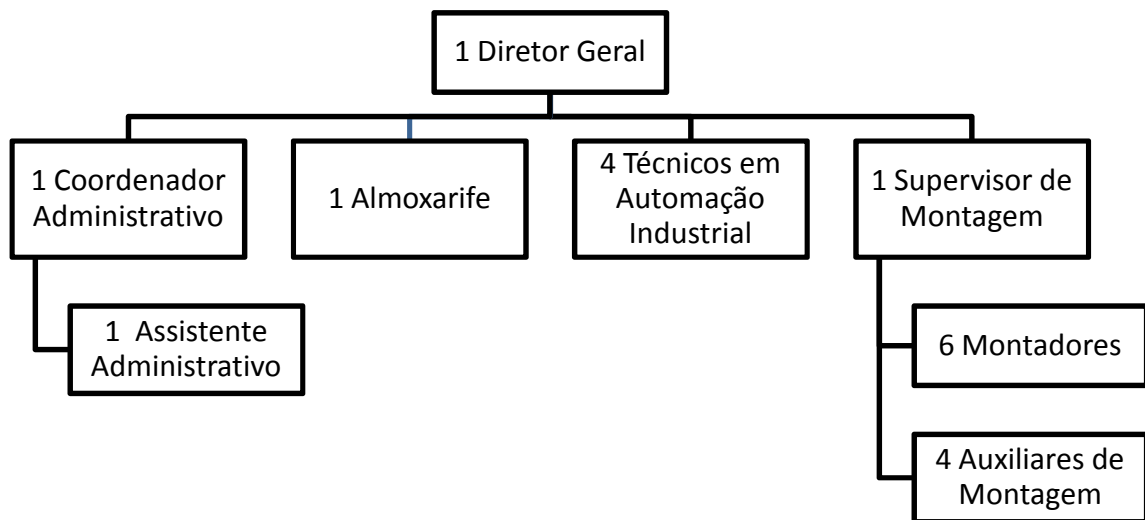 1 Diretor Geral
1 Coordenador
Administrativo
1 Almoxarife
4 Técnicos em
Automação
Industrial
1 Supervisor de
Montagem
1 Assistente
Administrativo
6 Montadores
4 Auxiliares de
Montagem